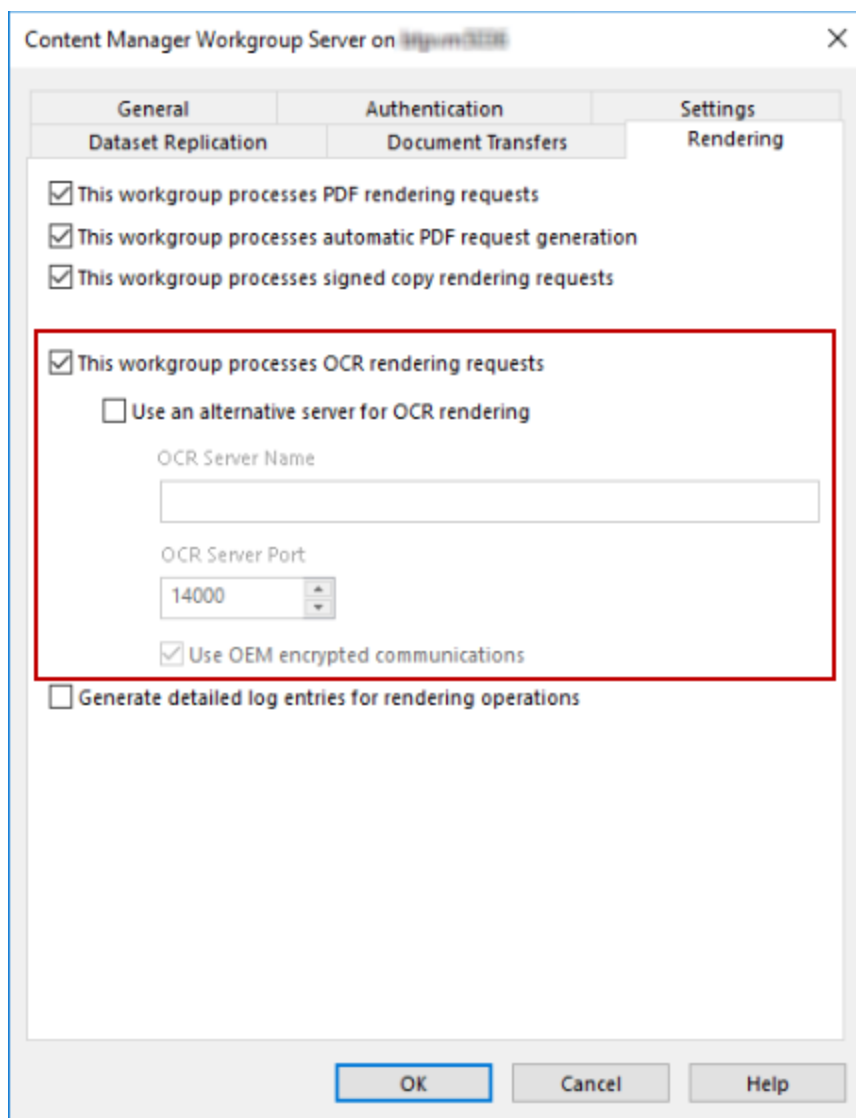 Content Manager Workgroup Server on
General Authentication Settings
Dataset Replication Document Transfers Rendering
This workgroup processes PDF rendering requests
This workgroup processes automatic PDF request generation
This workgroup processes signed copy rendering requests
This workgroup processes OCR rendering requests
Use an alternative server for OCR rendering
OCR Server Name
OCR Server Port
14000
Use OEM encrypted communications
Generate detailed log entries for rendering operations
OK Cancel Help